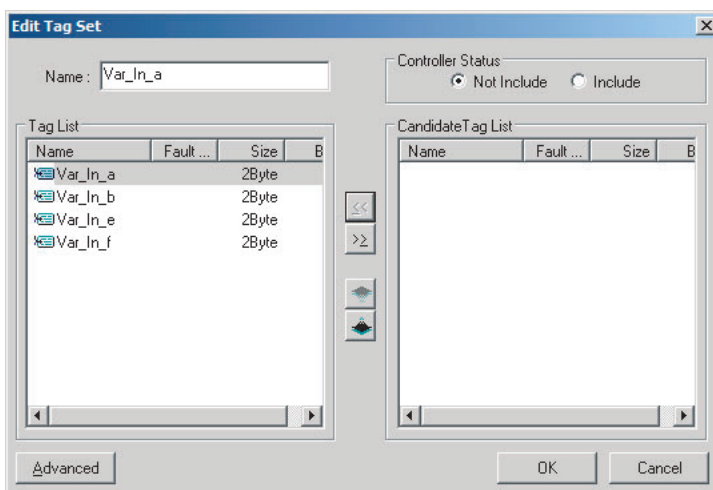 Edit Tag Set
Name : Var_In_a
Controller Status
Not Include Include
Tag List
Name Fault ... Size B
Var_In_a 2Byte
Var_In_b 2Byte
Var_In_e 2Byte
Var_In_f 2Byte
<<
>>
CandidateTag List
Name Fault ... Size B
Advanced
OK Cancel